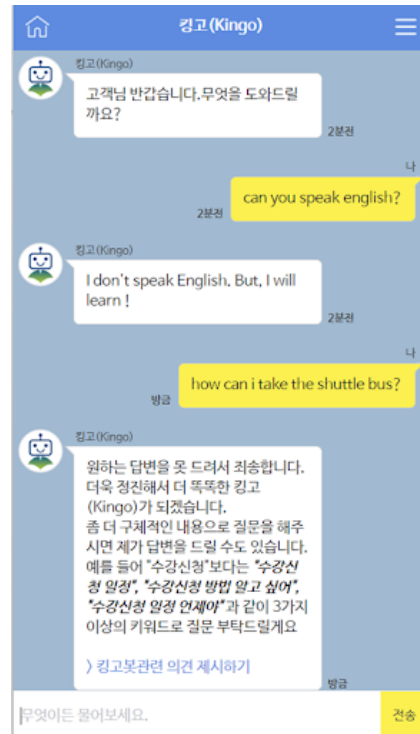 킹고(Kingo)
킹고(Kingo)
고객님 반갑습니다.무엇을 도와드릴
까요?
2분전
나
can you speak english?
2분전
킹고(Kingo)
I don't speak English. But, I will
learn !
2분전
나
how can i take the shuttle bus?
방금
킹고(Kingo)
원하는 답변을 못 드려서 죄송합니다.
더욱 정진해서 더 똑똑한 킹고
(Kingo)가 되겠습니다.
좀 더 구체적인 내용으로 질문을 해주
시면 제가 답변을 드릴 수도 있습니다.
예를 들어 "수강신청"보다는 "수강신
청 일정", "수강신청 방법 알고 싶어",
"수강신청 일정 언제야"과 같이 3가지
이상의 키워드로 질문 부탁드릴게요
〉킹고봇관련 의견 제시하기
방금
무엇이든 물어보세요.
전송